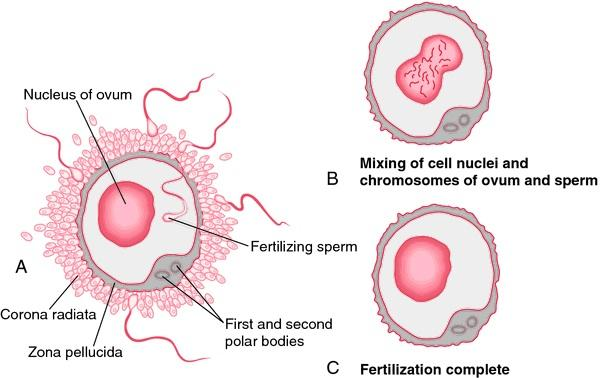 Nucleus of ovum
Fertilizing sperm
A
Corona radiata
First and second
polar bodies
Zona pellucida
B
Mixing of cell nuclei and
chromosomes of ovum and sperm
C
Fertilization complete